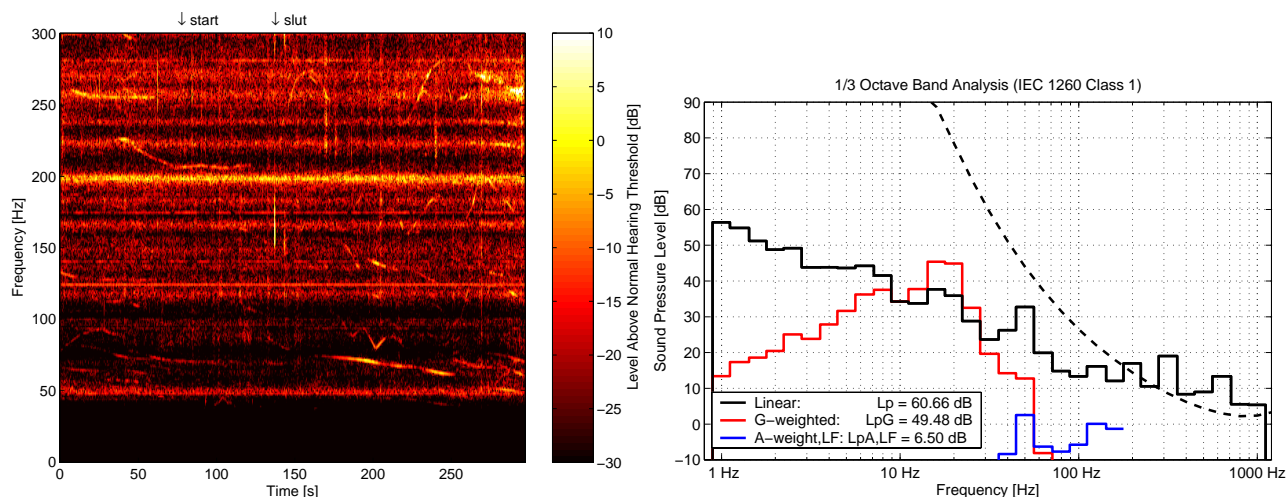 ↓ start
↓ slut
300
250
200
150
100
50
0
Frequency [Hz]
0 50 100 150 200 250
Time [s]
10
5
0
−5
−10
−15
−20
−25
−30
Level Above Normal Hearing Threshold [dB]
1/3 Octave Band Analysis (IEC 1260 Class 1)
90
80
70
60
50
40
30
20
10
0
−10
Sound Pressure Level [dB]
Linear: Lp = 60.66 dB
G−weighted: LpG = 49.48 dB
A−weight,LF: LpA,LF = 6.50 dB
1 Hz 10 Hz 100 Hz 1000 Hz
Frequency [Hz]